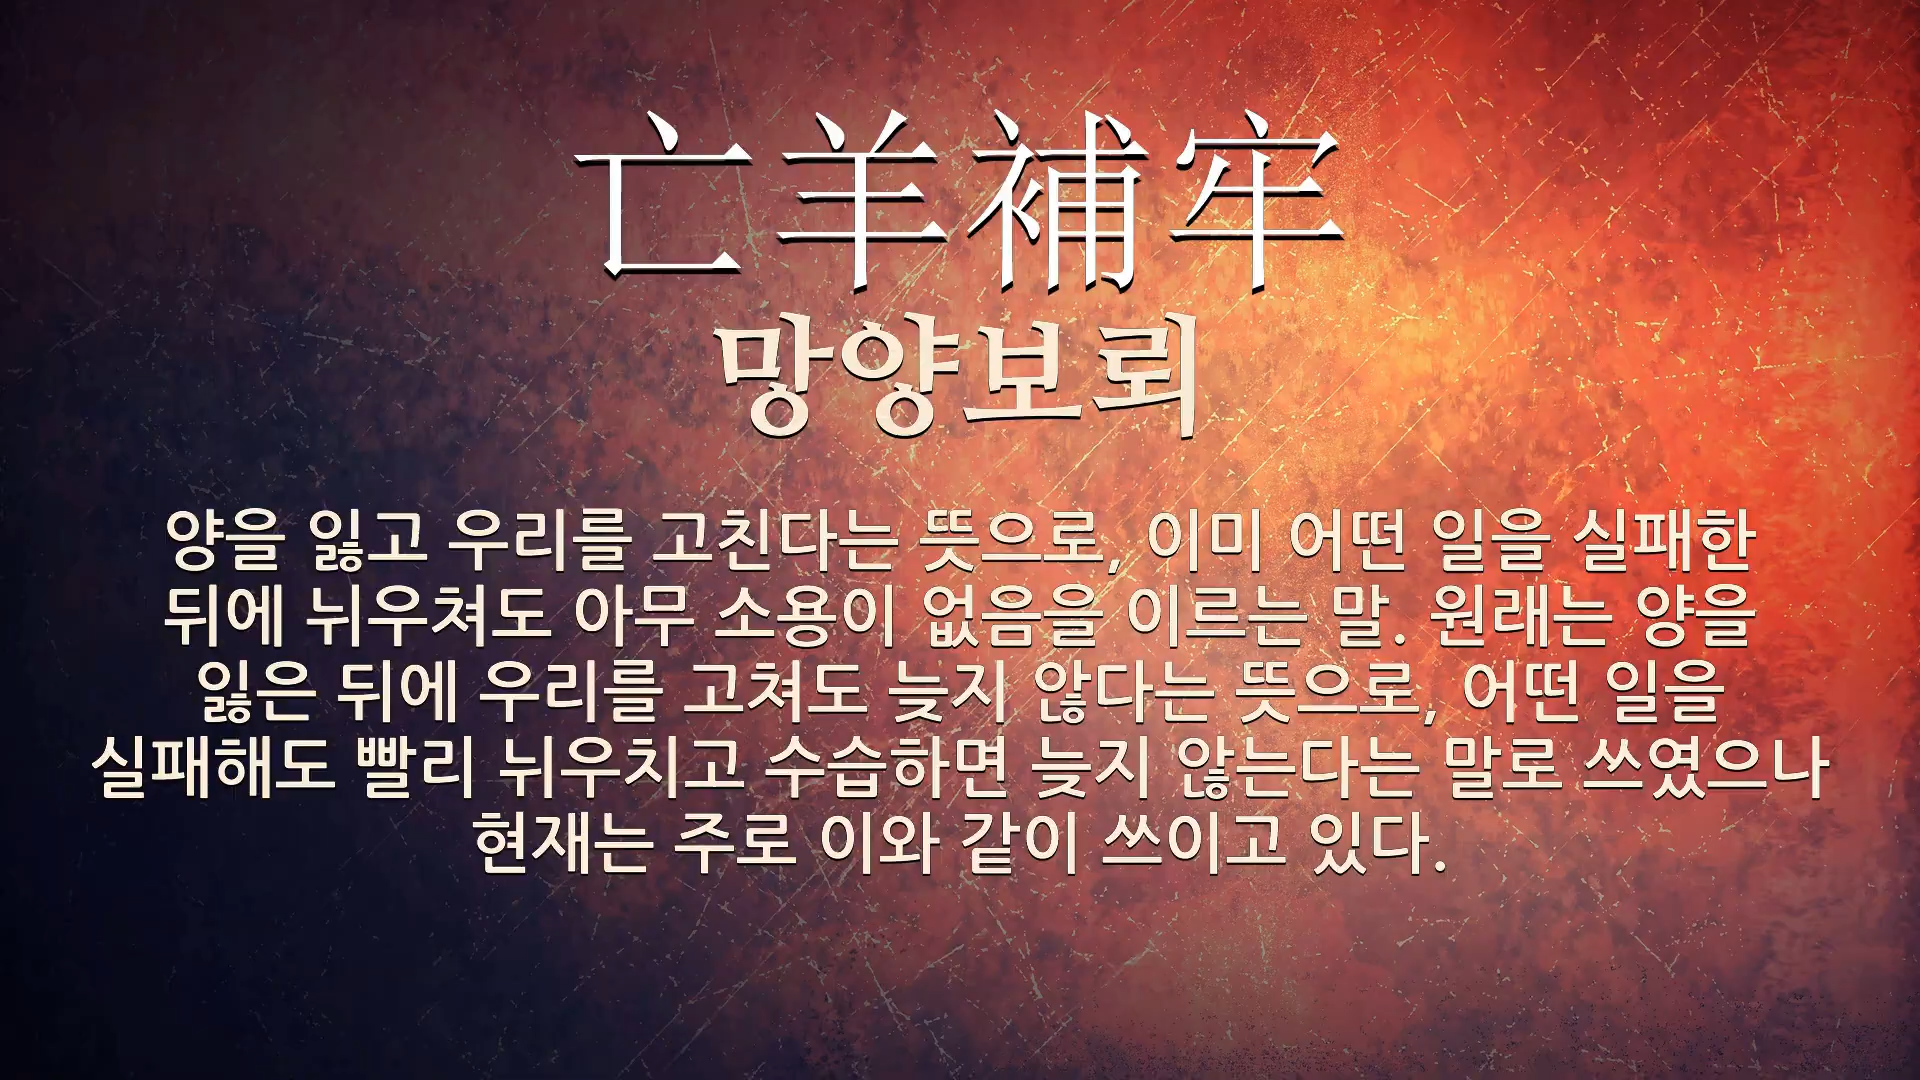 亡羊補牢
망양보뢰
양을 잃고 우리를 고친다는 뜻으로, 이미 어떤 일을 실패한
뒤에 뉘우쳐도 아무 소용이 없음을 이르는 말. 원래는 양을
잃은 뒤에 우리를 고쳐도 늦지 않다는 뜻으로, 어떤 일을
실패해도 빨리 뉘우치고 수습하면 늦지 않는다는 말로 쓰였으나
현재는 주로 이와 같이 쓰이고 있다.